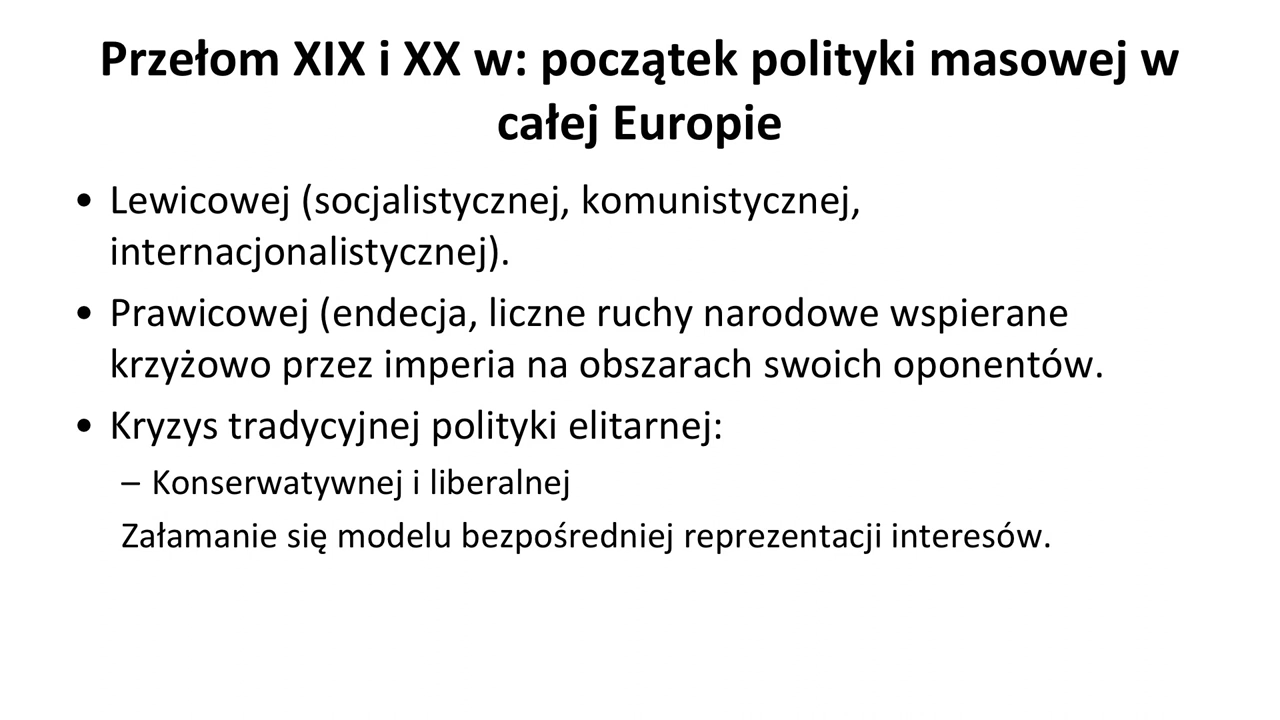 Przełom XIX i XX w: początek polityki masowej w
całej Europie
• Lewicowej (socjalistycznej, komunistycznej,
internacjonalistycznej).
• Prawicowej (endecja, liczne ruchy narodowe wspierane
krzyżowo przez imperia na obszarach swoich oponentów.
• Kryzys tradycyjnej polityki elitarnej:
– Konserwatywnej i liberalnej
Załamanie się modelu bezpośredniej reprezentacji interesów.